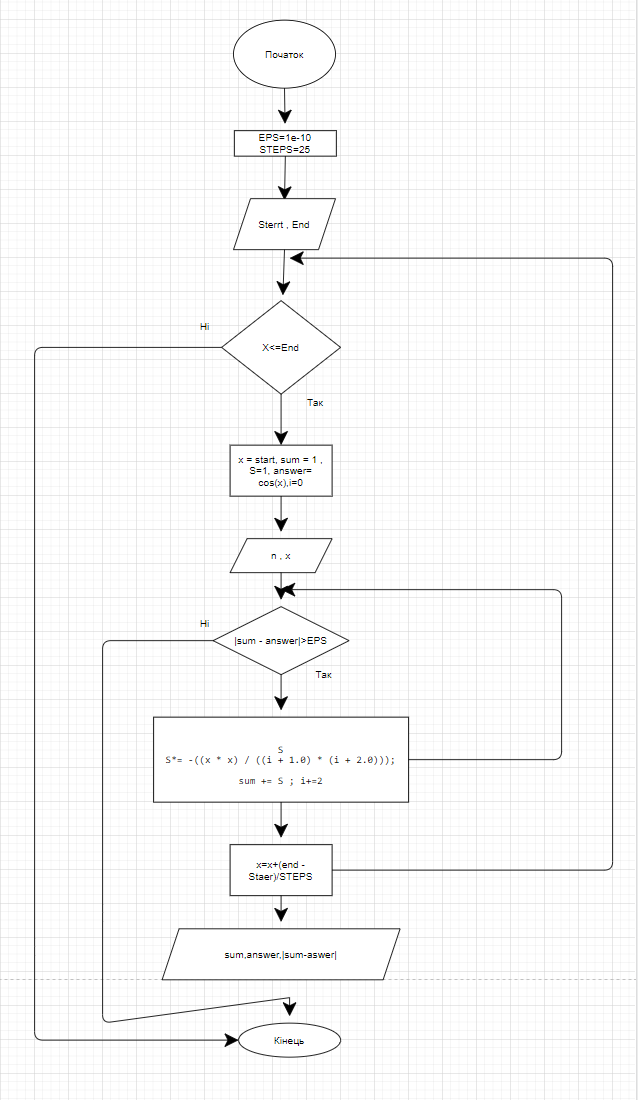 Початок
EPS=1e-10
STEPS=25
Sterrt , End
Ні
X<=End
Так
x = start, sum = 1 ,
S=1, answer=
cos(x),i=0
n , x
Ні
|sum - answer|>EPS
Так
S
S*= -((x * x) / ((i + 1.0) * (i + 2.0)));
sum += S ; i+=2
x=x+(end -
Staer)/STEPS
sum,answer,|sum-aswer|
Кінець